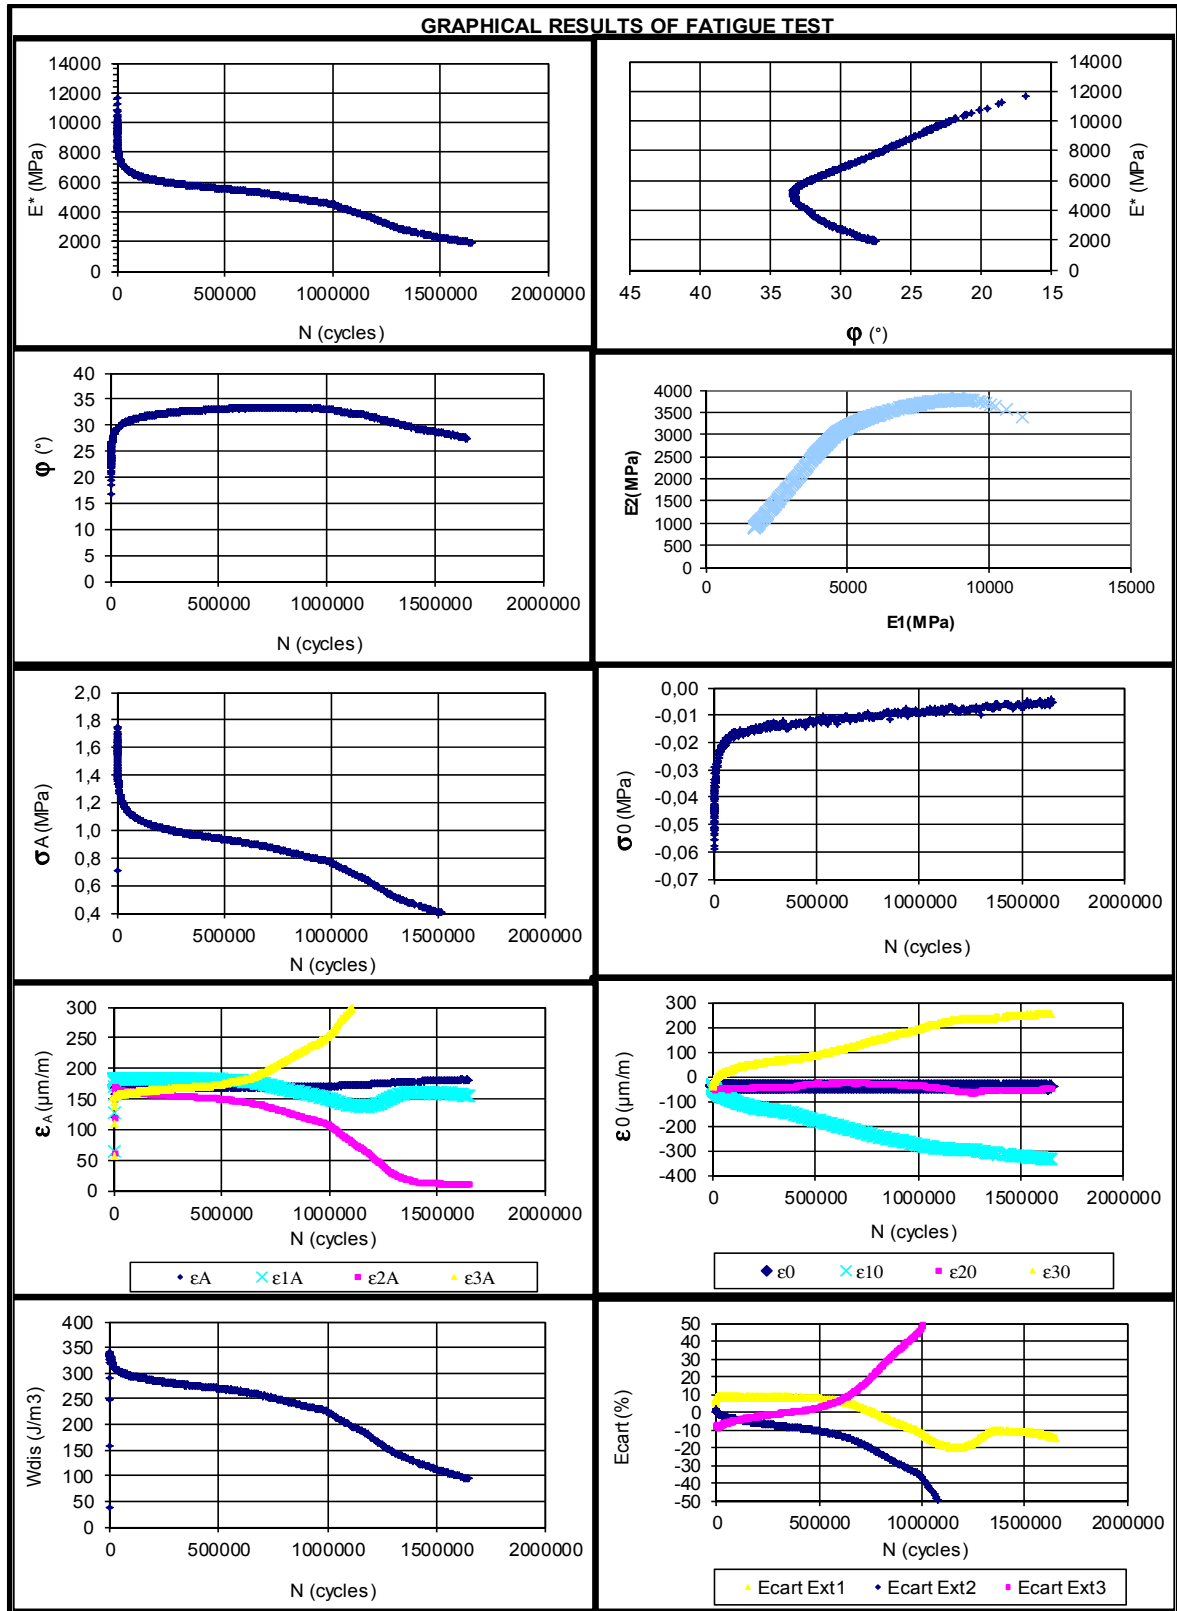 GRAPHICAL RESULTS OF FATIGUE TEST
14000
12000
10000
8000
6000
4000
2000
0
E* (MPa)
0 500000 1000000 1500000 2000000
N (cycles)
14000
12000
10000
8000
6000
4000
2000
0
E* (MPa)
45 40 35 30 25 20 15
φ (°)
40
35
30
25
20
15
10
5
0
φ (°)
0 500000 1000000 1500000 2000000
N (cycles)
4000
3500
3000
2500
2000
1500
1000
500
0
E2(MPa)
0 5000 10000 15000
E1(MPa)
2,0
1,8
1,6
1,4
1,2
1,0
0,8
0,6
0,4
σA (MPa)
0 500000 1000000 1500000 2000000
N (cycles)
0,00
-0,01
-0,02
-0,03
-0,04
-0,05
-0,06
-0,07
σ0 (MPa)
0 500000 1000000 1500000 2000000
N (cycles)
300
250
200
150
100
50
0
εA (µm/m)
0 500000 1000000 1500000 2000000
N (cycles)
εA ε1A ε2A ε3A
300
200
100
0
-100
-200
-300
-400
ε0 (µm/m)
0 500000 1000000 1500000 2000000
N (cycles)
ε0 ε10 ε20 ε30
400
350
300
250
200
150
100
50
0
Wdis (J/m3)
0 500000 1000000 1500000 2000000
N (cycles)
50
40
30
20
10
0
-10
-20
-30
-40
-50
Ecart (%)
0 500000 1000000 1500000 2000000
N (cycles)
Ecart Ext1 Ecart Ext2 Ecart Ext3